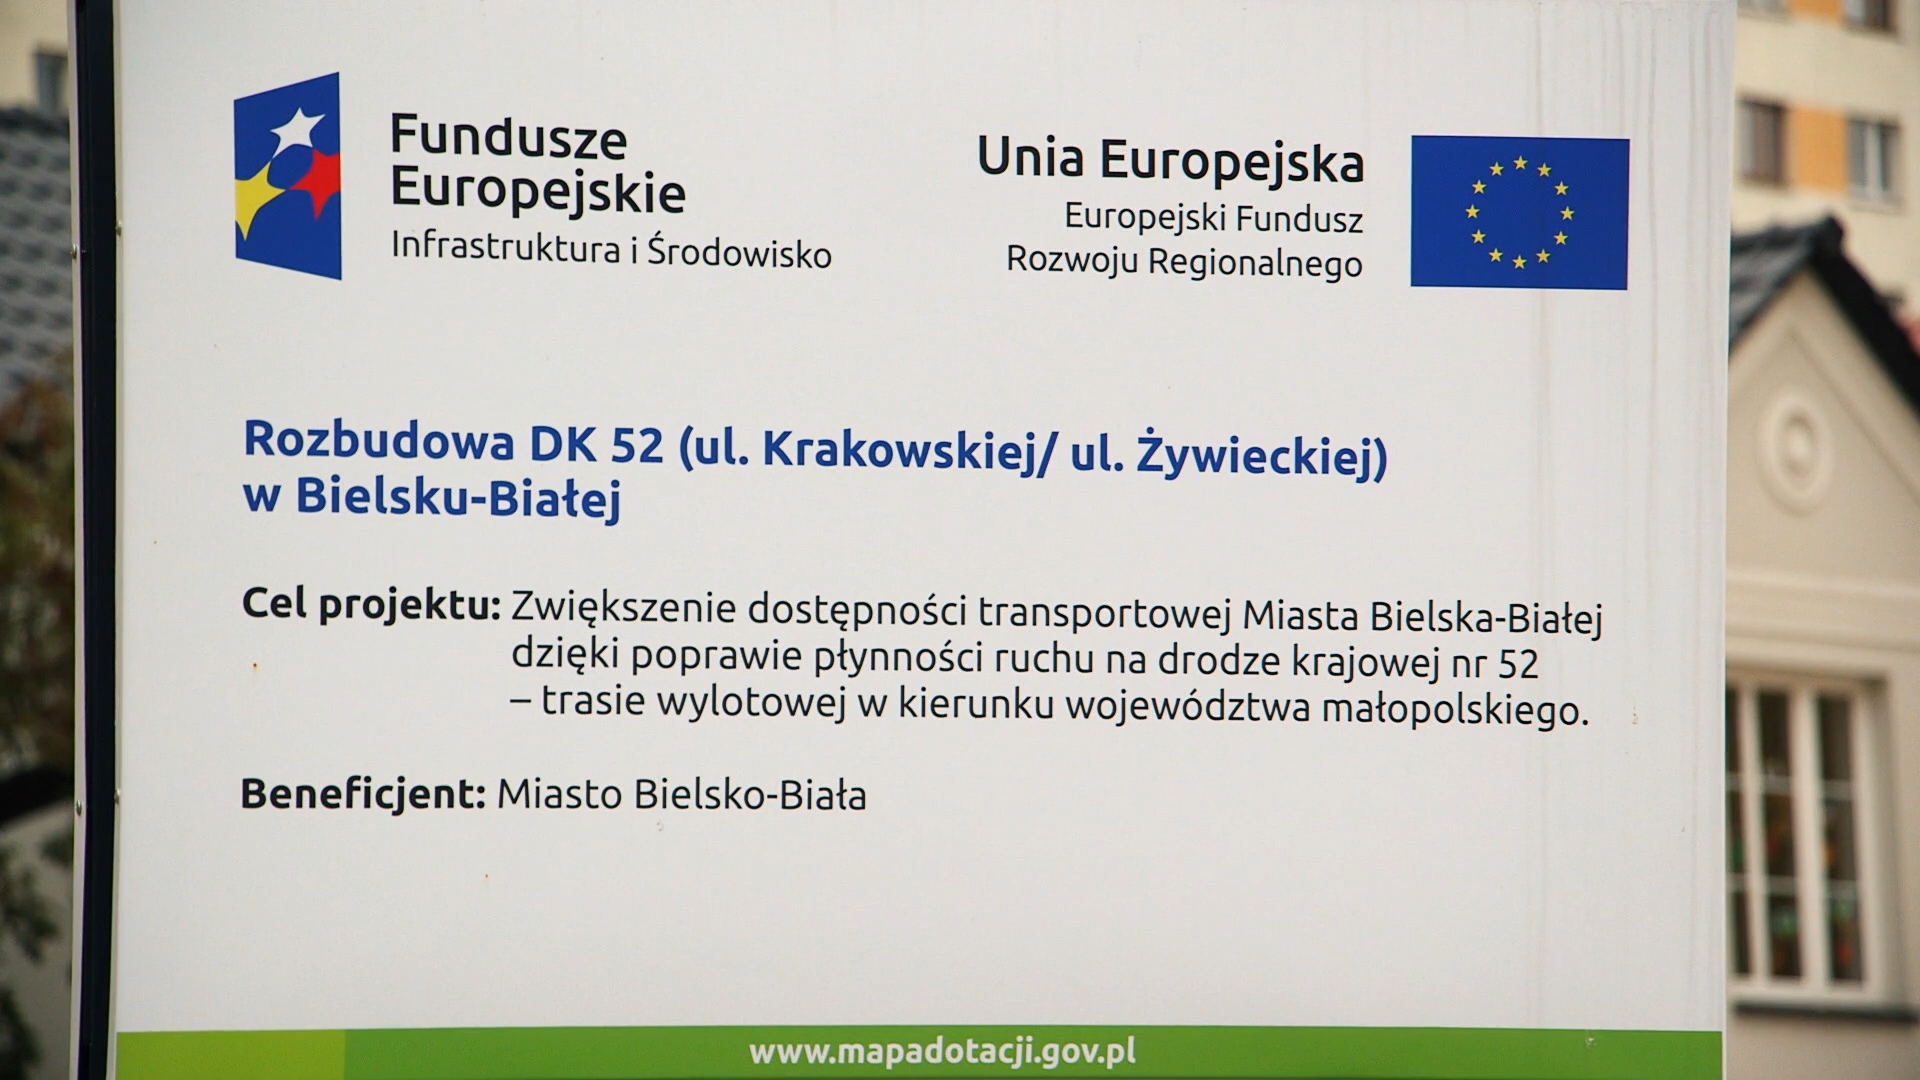 Fundusze
Europejskie
Infrastruktura i Środowisko
Unia Europejska
Europejski Fundusz
Rozwoju Regionalnego
Rozbudowa DK 52 (ul. Krakowskiej/ ul. Żywieckiej)
w Bielsku-Białej
Cel projektu: Zwiększenie dostępności transportowej Miasta Bielska-Białej
dzięki poprawie płynności ruchu na drodze krajowej nr 52
– trasie wylotowej w kierunku województwa małopolskiego.
Beneficjent: Miasto Bielsko-Biała
www.mapadotacji.gov.pl